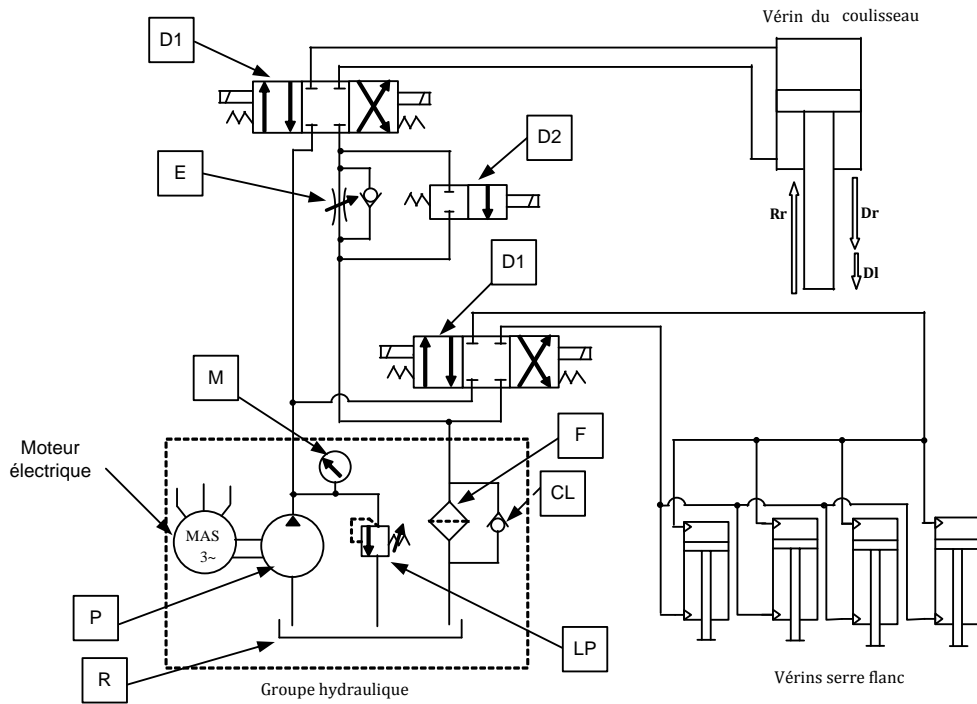 Vérin du coulisseau
D1
D2
E
Rr
Dr
Dl
D1
M
F
Moteur
électrique
CL
MAS
3~
P
LP
R
Groupe hydraulique
Vérins serre flanc